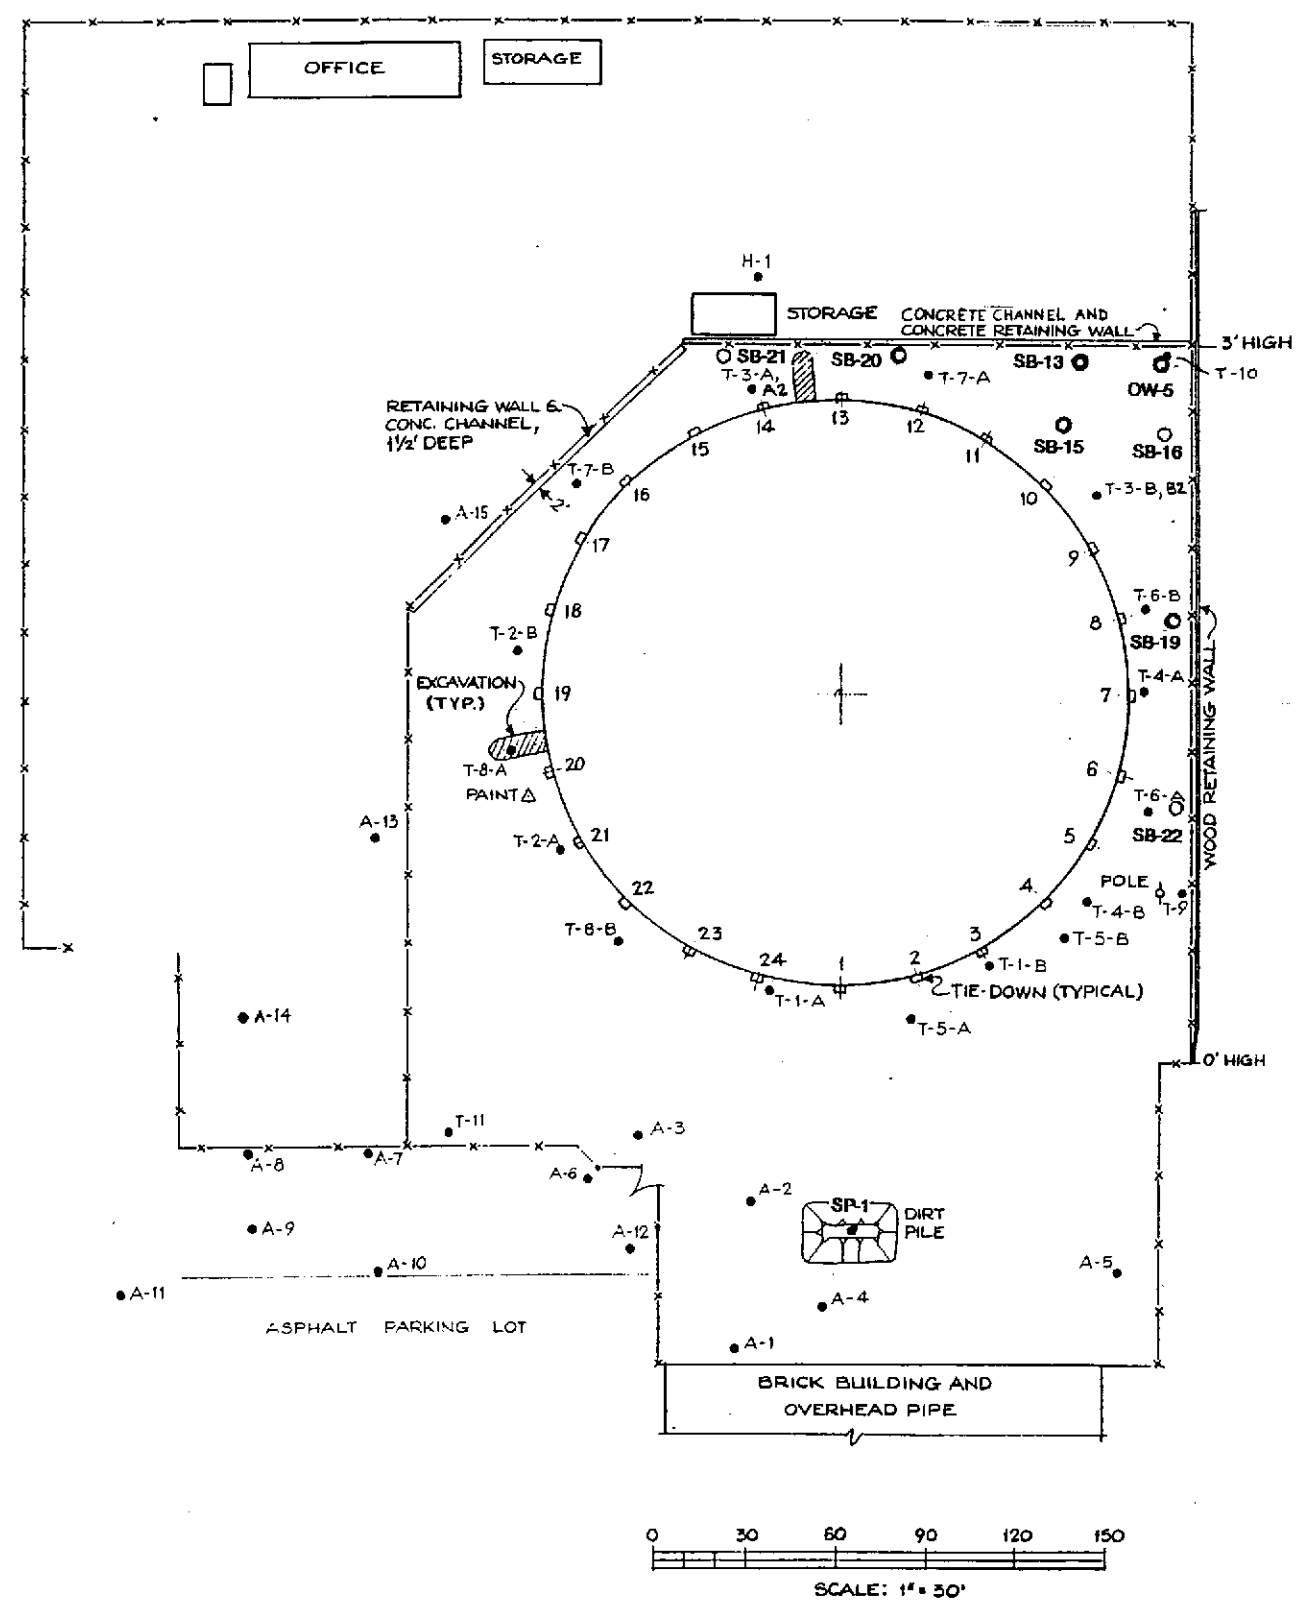 OFFICE
STORAGE
H-1
STORAGE
CONCRETE CHANNEL AND
CONCRETE RETAINING WALL
3' HIGH
SB-21
SB-20
SB-13
T-10
T-3-A,
A2
T-7-A
OW-5
RETAINING WALL &
CONC. CHANNEL,
1½' DEEP
14
13
12
15
11
SB-15
SB-16
T-7-B
16
10
T-3-B, B2
2'
A-15
17
9
18
8
T-6-B
SB-19
T-2-B
EXCAVATION
(TYP.)
19
7
T-4-A
WOOD RETAINING WALL
T-8-A
20
6
PAINT
T-6-A
A-13
T-2-A
21
5
SB-22
22
4
POLE
T-4-B
T-9
T-8-B
23
3
T-5-B
24
1
2
T-1-B
T-1-A
TIE-DOWN (TYPICAL)
A-14
T-5-A
0' HIGH
T-11
A-3
A-8
A-7
A-6
A-2
SP-1
DIRT
PILE
A-9
A-12
A-10
A-5
A-11
A-4
ASPHALT PARKING LOT
A-1
BRICK BUILDING AND
OVERHEAD PIPE
0 30 60 90 120 150
SCALE: 1" = 30'